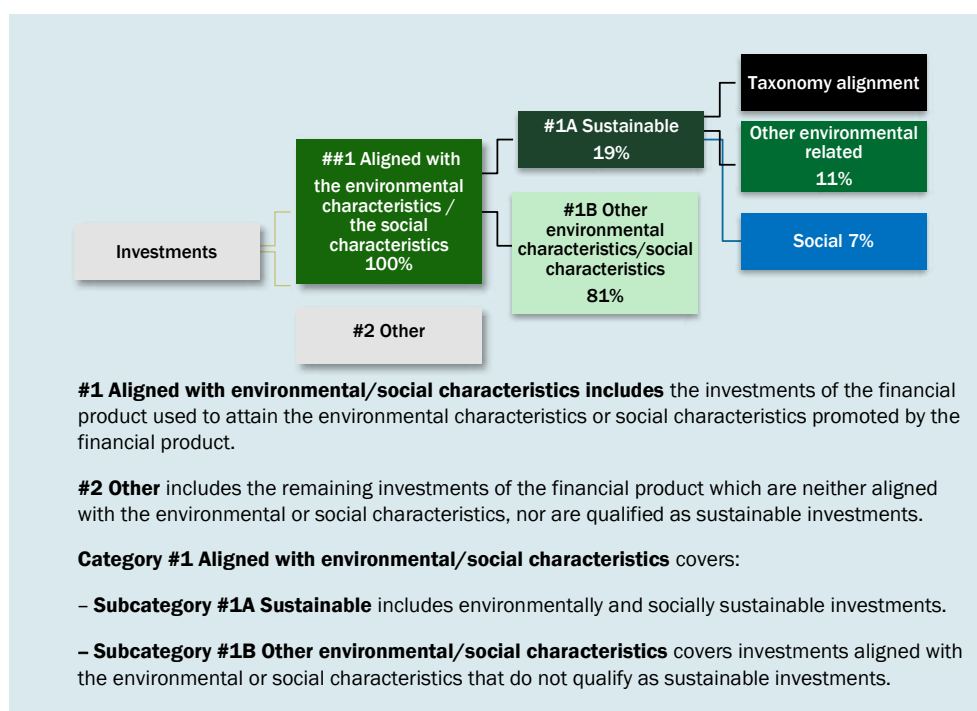 Taxonomy alignment
#1A Sustainable
19%
Other environmental
related
11%
##1 Aligned with
the environmental
characteristics /
the social
characteristics
100%
#1B Other
environmental
characteristics/social
characteristics
81%
Social 7%
Investments
#2 Other
#1 Aligned with environmental/social characteristics includes the investments of the financial
product used to attain the environmental characteristics or social characteristics promoted by the
financial product.
#2 Other includes the remaining investments of the financial product which are neither aligned
with the environmental or social characteristics, nor are qualified as sustainable investments.
Category #1 Aligned with environmental/social characteristics covers:
– Subcategory #1A Sustainable includes environmentally and socially sustainable investments.
– Subcategory #1B Other environmental/social characteristics covers investments aligned with
the environmental or social characteristics that do not qualify as sustainable investments.